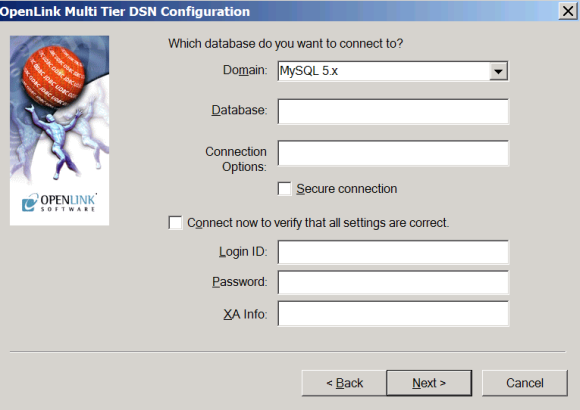 OpenLink Multi Tier DSN Configuration
Which database do you want to connect to?
Domain: MySQL 5.x
Database:
Connection
Options:
Secure connection
Connect now to verify that all settings are correct.
Login ID:
Password:
XA Info:
OPENLINK
SOFTWARE
< Back Next > Cancel